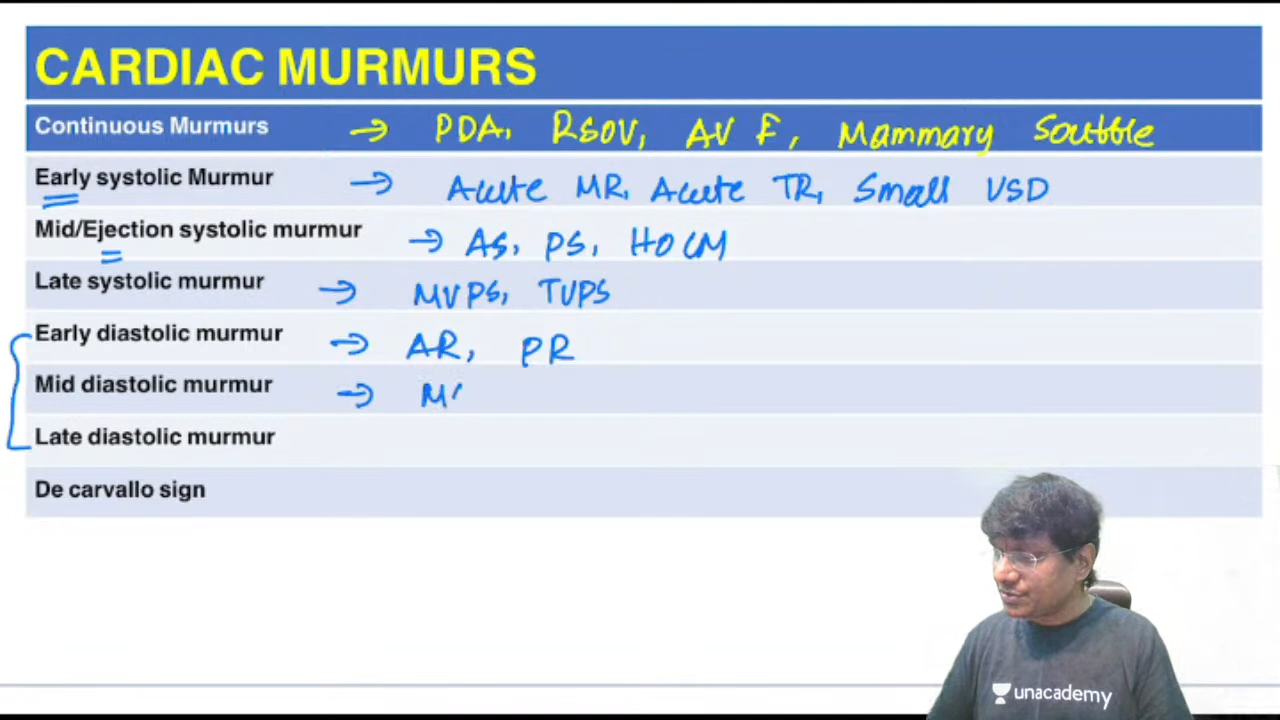 CARDIAC MURMURS
Continuous Murmurs → PDA, RSOV, AV F, Mammary Souffle
Early systolic Murmur → Acute MR, Acute TR, Small VSD
Mid/Ejection systolic murmur → AS, PS, HOCM
Late systolic murmur → MVPS, TVPS
Early diastolic murmur → AR, PR
Mid diastolic murmur → M
Late diastolic murmur
De carvallo sign
unacademy